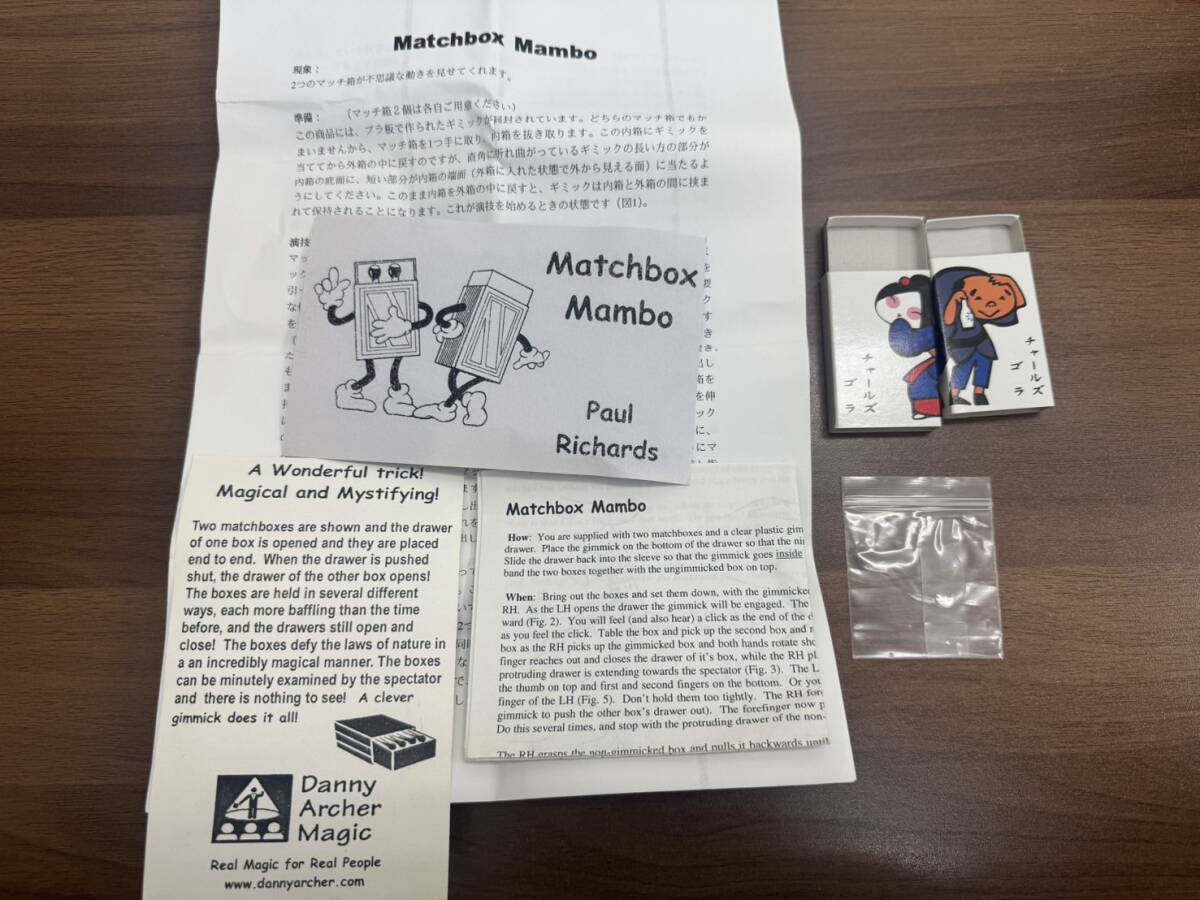 Matchbox Mambo
現象：
2つのマッチ箱が不思議な動きを見せてくれます。
準備：　（マッチ箱２個は各自ご用意ください）
この商品には、プラ板で作られたギミックが同封されています。どちらのマッチ箱でもか
まいませんから、マッチ箱を1つ手に取り、内箱を抜き取ります。この内箱にギミックを
当ててから外箱の中に戻すのですが、直角に折れ曲がっているギミックの長い方の部分が
内箱の底面に、短い部分が内箱の端面（外箱に入れた状態で外から見える面）に当たるよ
うにしてください。このまま内箱を外箱の中に戻すと、ギミックは内箱と外箱の間に挟ま
れて保持されることになります。これが演技を始めるときの状態です（図1）。
Matchbox
Mambo
Paul
Richards
A Wonderful trick!
Magical and Mystifying!
Two matchboxes are shown and the drawer
of one box is opened and they are placed
end to end. When the drawer is pushed
shut, the drawer of the other box opens!
The boxes are held in several different
ways, each more baffling than the time
before, and the drawers still open and
close! The boxes defy the laws of nature in
a an incredibly magical manner. The boxes
can be minutely examined by the spectator
and there is nothing to see! A clever
gimmick does it all!
Danny
Archer
Magic
Real Magic for Real People
www.dannyarcher.com
Matchbox Mambo
How: You are supplied with two matchboxes and a clear plastic gim
drawer. Place the gimmick on the bottom of the drawer so that the
Slide the drawer back into the sleeve so that the gimmick goes inside
band the two boxes together with the ungimmicked box on top.
When: Bring out the boxes and set them down, with the gimmicked
RH. As the LH opens the drawer the gimmick will be engaged. The
ward (Fig. 2). You will feel (and also hear) a click as the end of the
as you feel the click. Table the box and pick up the second box and
box as the RH picks up the gimmicked box and both hands rotate
finger reaches out and closes the drawer of it's box, while the RH
protruding drawer is extending towards the spectator (Fig. 3). The L
the thumb on top and first and second fingers on the bottom. Or you
finger of the LH (Fig. 5). Don't hold them too tightly. The RH
gimmick to push the other box's drawer out). The forefinger now
Do this several times, and stop with the protruding drawer of the non-
The RH grasps the non-gimmicked box and pulls it backwards until
チャールズ
ゴラ
チャールズ
ゴラ